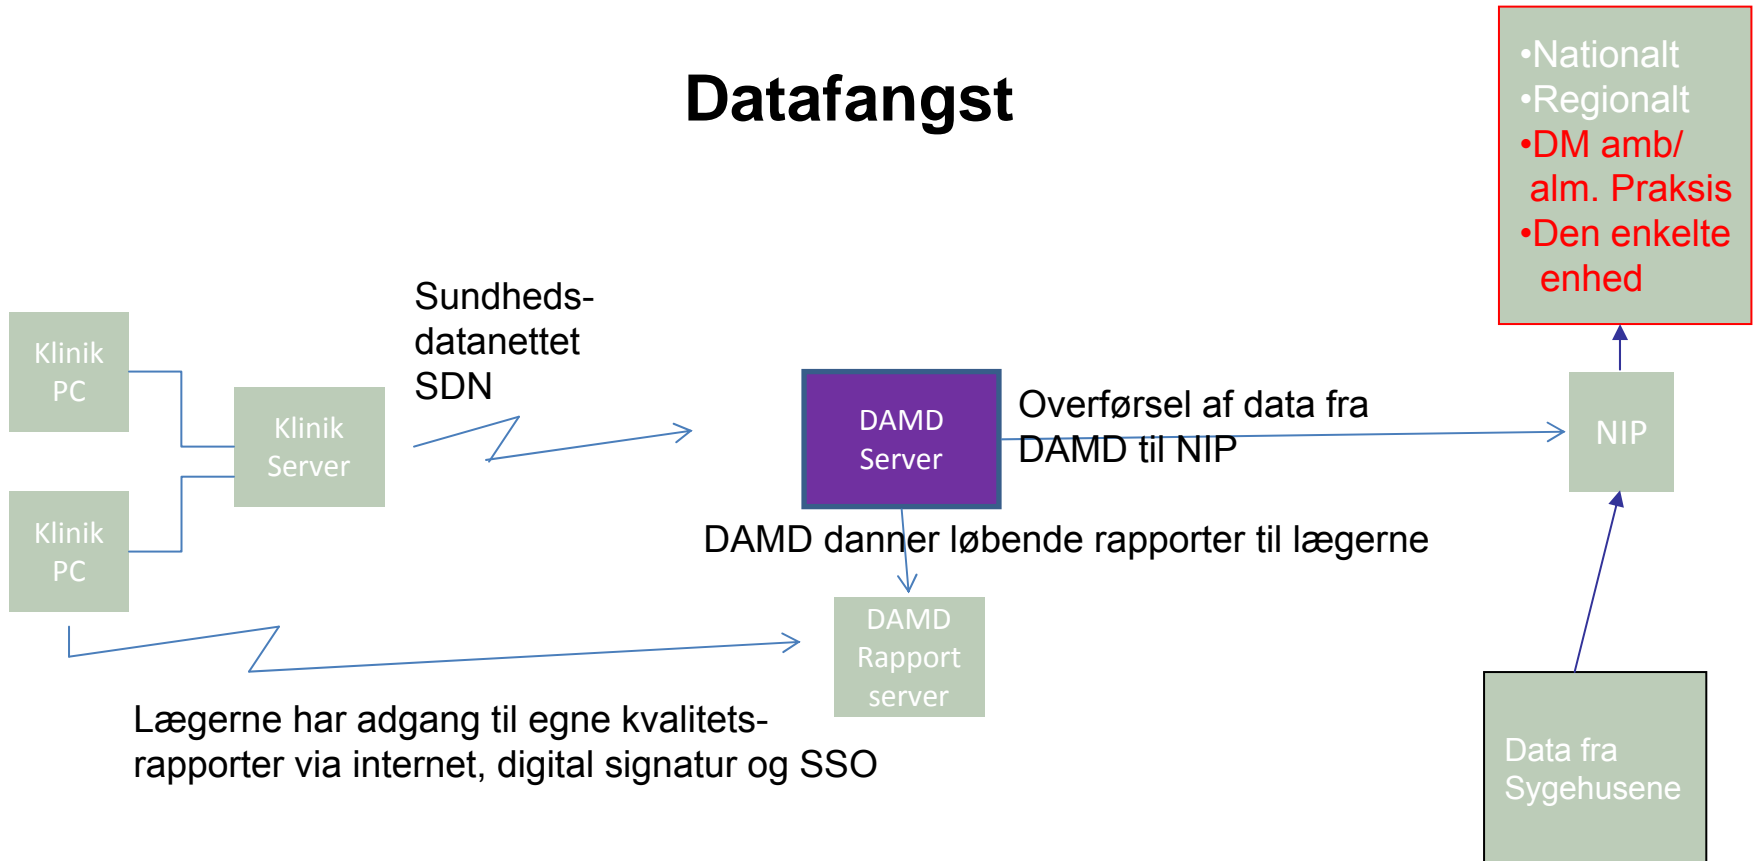 Datafangst
•Nationalt
•Regionalt
•DM amb/
alm. Praksis
•Den enkelte
enhed
Sundheds-
datanettet
SDN
Klinik
PC
Klinik
Server
Klinik
PC
DAMD
Server
Overførsel af data fra
DAMD til NIP
NIP
DAMD danner løbende rapporter til lægerne
DAMD
Rapport
server
Lægerne har adgang til egne kvalitets-
rapporter via internet, digital signatur og SSO
Data fra
Sygehusene